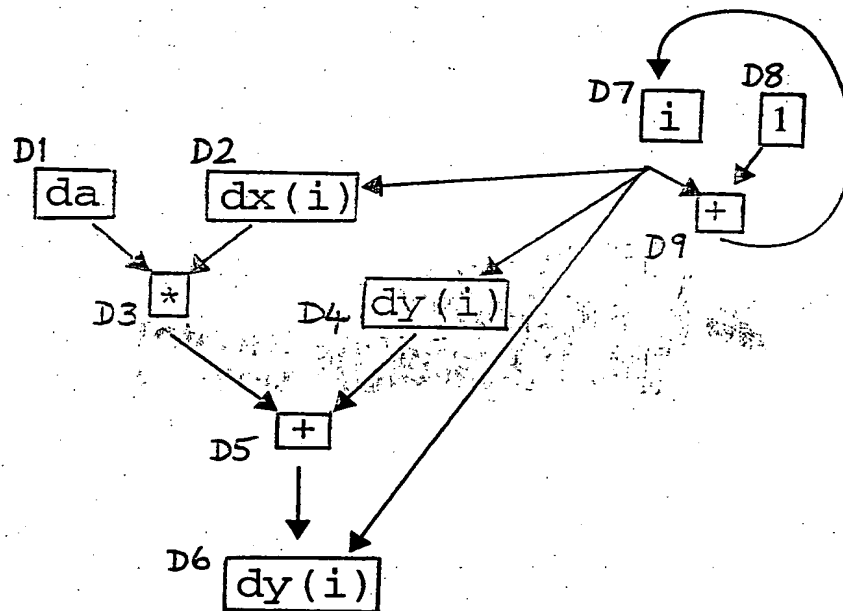 D7
D8
i
1
D1
D2
da
dx(i)
+
D9
*
D3
D4
dy(i)
+
D5
D6
dy(i)